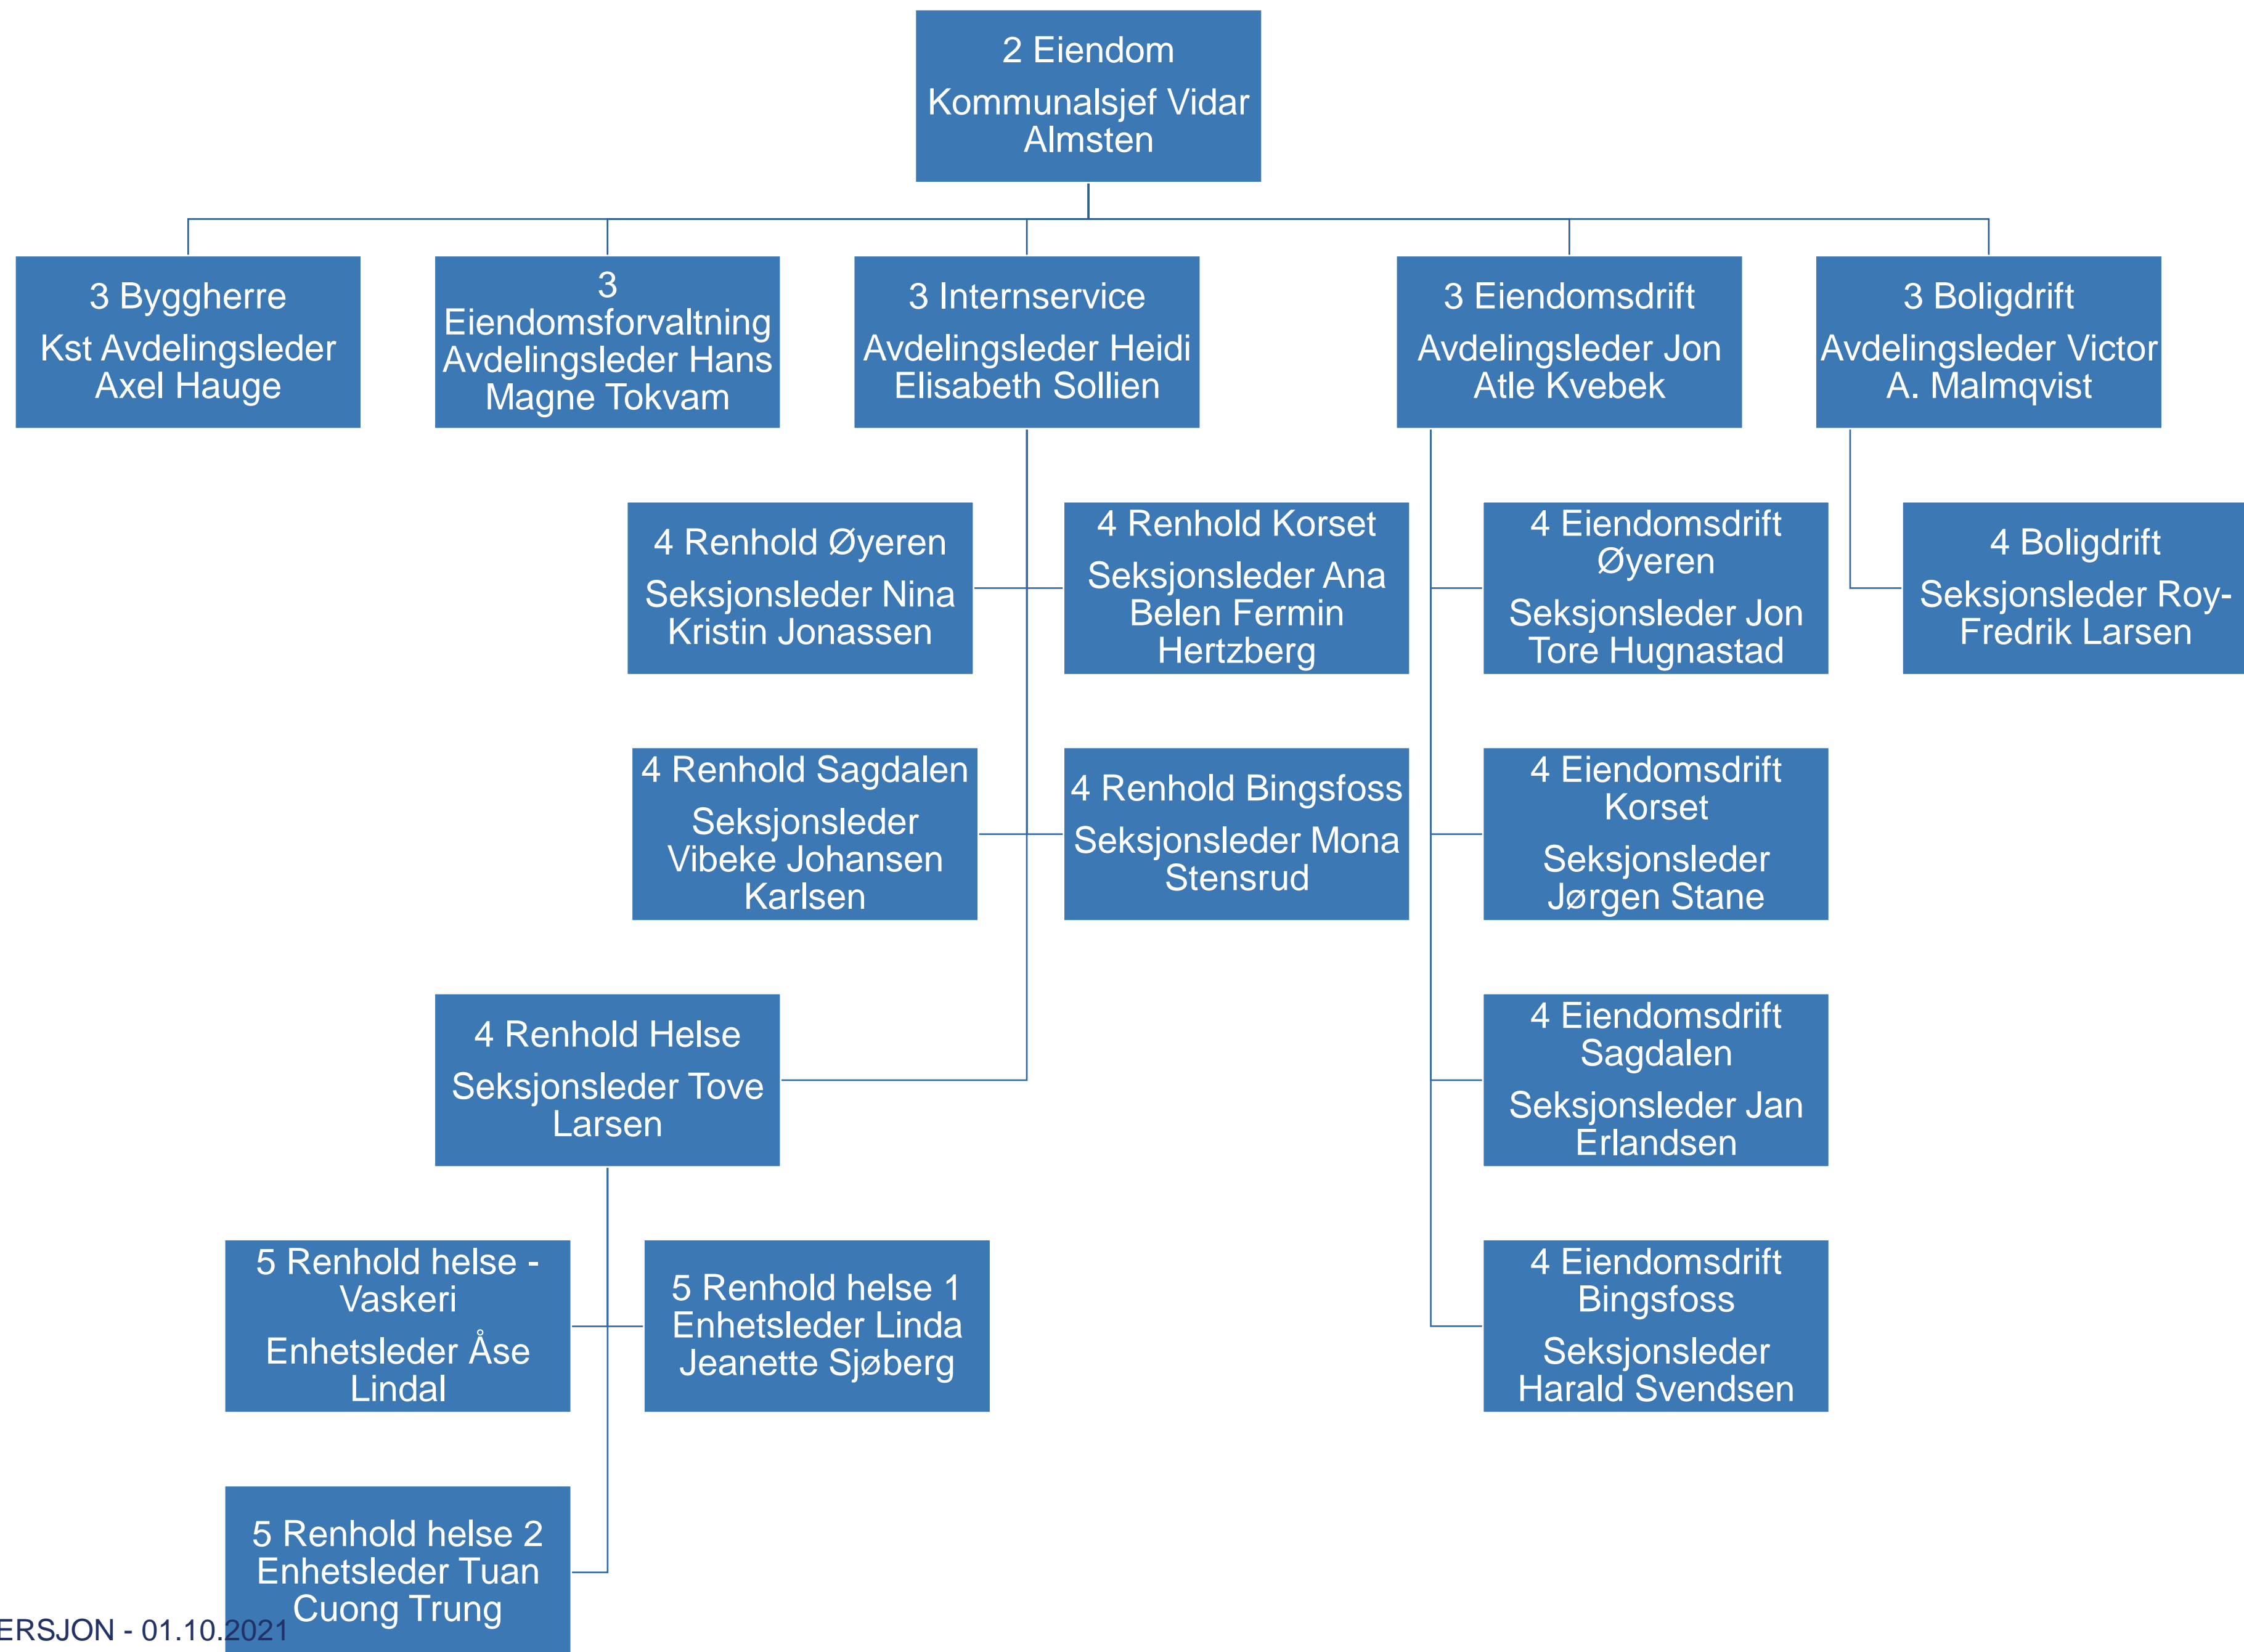 2 Eiendom
Kommunalsjef Vidar
Almsten
3 Byggherre
Kst Avdelingsleder
Axel Hauge
3
Eiendomsforvaltning
Avdelingsleder Hans
Magne Tokvam
3 Internservice
Avdelingsleder Heidi
Elisabeth Sollien
3 Eiendomsdrift
Avdelingsleder Jon
Atle Kvebek
3 Boligdrift
Avdelingsleder Victor
A. Malmqvist
4 Renhold Øyeren
Seksjonsleder Nina
Kristin Jonassen
4 Renhold Korset
Seksjonsleder Ana
Belen Fermin
Hertzberg
4 Eiendomsdrift
Øyeren
Seksjonsleder Jon
Tore Hugnastad
4 Boligdrift
Seksjonsleder Roy-
Fredrik Larsen
4 Renhold Sagdalen
Seksjonsleder
Vibeke Johansen
Karlsen
4 Renhold Bingsfoss
Seksjonsleder Mona
Stensrud
4 Eiendomsdrift
Korset
Seksjonsleder
Jørgen Stane
4 Renhold Helse
Seksjonsleder Tove
Larsen
4 Eiendomsdrift
Sagdalen
Seksjonsleder Jan
Erlandsen
5 Renhold helse -
Vaskeri
Enhetsleder Åse
Lindal
5 Renhold helse 1
Enhetsleder Linda
Jeanette Sjøberg
4 Eiendomsdrift
Bingsfoss
Seksjonsleder
Harald Svendsen
5 Renhold helse 2
Enhetsleder Tuan
Cuong Trung
ERSJON - 01.10.2021